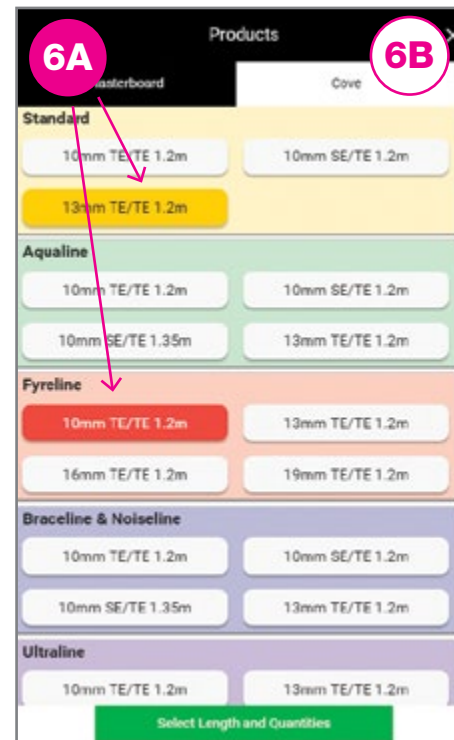 Products
6A
6B
asterboard Cove
Standard
10mm TE/TE 1.2m 10mm SE/TE 1.2m
13mm TE/TE 1.2m
Aqualine
10mm TE/TE 1.2m 10mm SE/TE 1.2m
10mm SE/TE 1.35m 13mm TE/TE 1.2m
Fyreline
10mm TE/TE 1.2m 13mm TE/TE 1.2m
16mm TE/TE 1.2m 19mm TE/TE 1.2m
Braceline & Noiseline
10mm TE/TE 1.2m 10mm SE/TE 1.2m
10mm SE/TE 1.35m 13mm TE/TE 1.2m
Ultraline
10mm TE/TE 1.2m 13mm TE/TE 1.2m
Select Length and Quantities